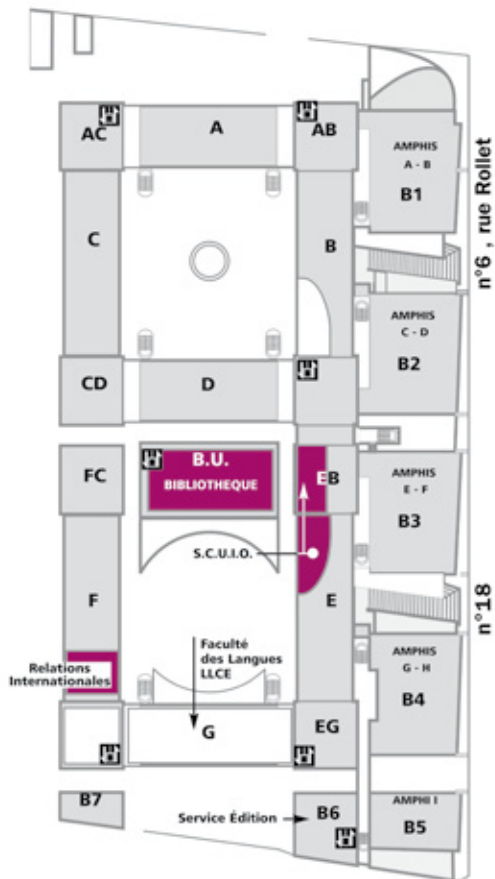 AC
A
AB
AMPHIS
A - B
B1
n°6 , rue Rollet
C
B
AMPHIS
C - D
B2
CD
D
FC
B.U.
BIBLIOTHEQUE
EB
AMPHIS
E - F
B3
S.C.U.I.O.
F
E
n°18
Faculté
des Langues
LLCE
Relations
Internationales
AMPHIS
G - H
B4
G
EG
B7
Service Édition
B6
AMPHI I
B5